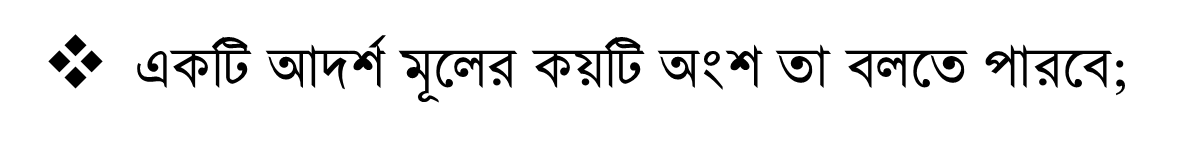 ❖ একটি আদর্শ মূলের কয়টি অংশ তা বলতে পারবে;